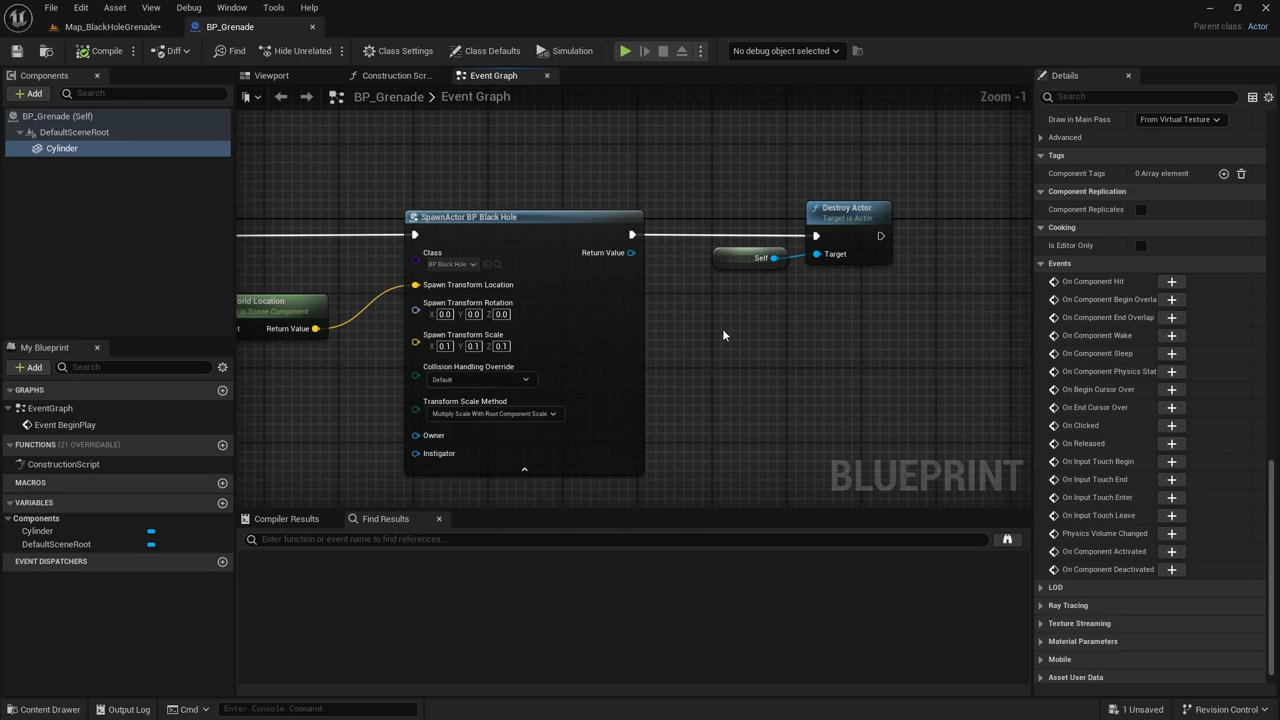 File Edit Asset View Debug Window Tools Help
Map_BlackHoleGrenade* BP_Grenade
Parent class: Actor
Compile Diff Find Hide Unrelated Class Settings Class Defaults Simulation No debug object selected
Components
Add Search
BP_Grenade (Self)
DefaultSceneRoot
Cylinder
My Blueprint
Add Search
GRAPHS
EventGraph
Event BeginPlay
FUNCTIONS (21 OVERRIDABLE)
ConstructionScript
MACROS
VARIABLES
Components
Cylinder
DefaultSceneRoot
EVENT DISPATCHERS
Viewport Construction Scr... Event Graph
BP_Grenade Event Graph Zoom -1
orld Location
is Scene Component
t Return Value
SpawnActor BP Black Hole
Class Return Value
BP Black Hole
Spawn Transform Location
Spawn Transform Rotation
X 0.0 Y 0.0 Z 0.0
Spawn Transform Scale
X 0.1 Y 0.1 Z 0.1
Collision Handling Override
Default
Transform Scale Method
Multiply Scale With Root Component Scale
Owner
Instigator
Self
Destroy Actor
Target is Actor
Target
BLUEPRINT
Compiler Results Find Results
Enter function or event name to find references...
Details
Search
Draw in Main Pass From Virtual Texture
Advanced
Tags
Component Tags 0 Array element
Component Replication
Component Replicates
Cooking
Is Editor Only
Events
On Component Hit
On Component Begin Overla
On Component End Overlap
On Component Wake
On Component Sleep
On Component Physics Stat
On Begin Cursor Over
On End Cursor Over
On Clicked
On Released
On Input Touch Begin
On Input Touch End
On Input Touch Enter
On Input Touch Leave
Physics Volume Changed
On Component Activated
On Component Deactivated
LOD
Ray Tracing
Texture Streaming
Material Parameters
Mobile
Asset User Data
Content Drawer Output Log Cmd Enter Console Command 1 Unsaved Revision Control